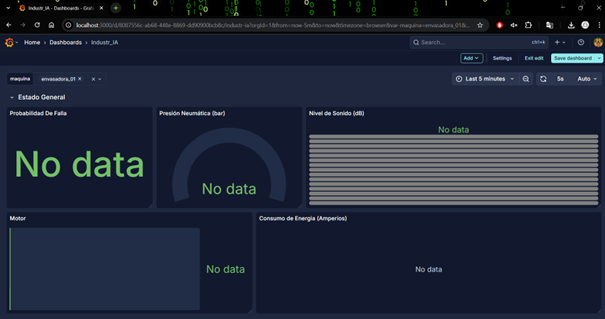 Industr_IA - Dashboards - Graf
localhost:3000/d/8087556c-ab68-448e-8869-dd90900bcb8c/industr-ia?orgId=1&from=now-5m&to=now&timezone=browser&var-maquina=envasadora_01&
Home > Dashboards > Industr_IA
Search...
ctrl+k
Add
Settings
Exit edit
Save dashboard
maquina
envasadora_01 ×
Last 5 minutes
5s
Auto
Estado General
Probabilidad De Falla
No data
Presión Neumática (bar)
No data
Nivel de Sonido (dB)
No data
Motor
No data
Consumo de Energia (Amperios)
No data